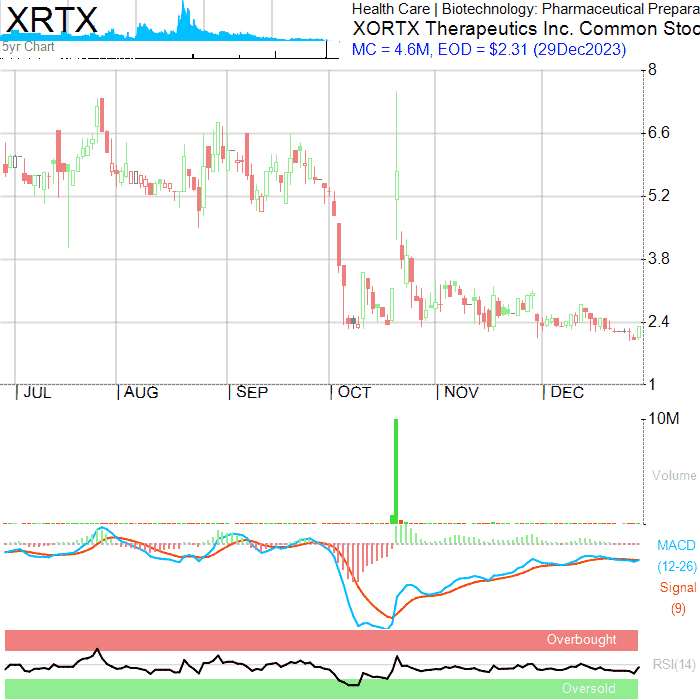 XRTX
5yr Chart
Health Care | Biotechnology: Pharmaceutical Prepara
XORTX Therapeutics Inc. Common Stoc
MC = 4.6M, EOD = $2.31 (29Dec2023)
8
6.6
5.2
3.8
2.4
1
JUL AUG SEP OCT NOV DEC
10M
Volume
MACD
(12-26)
Signal
(9)
Overbought
RSI(14)
Oversold